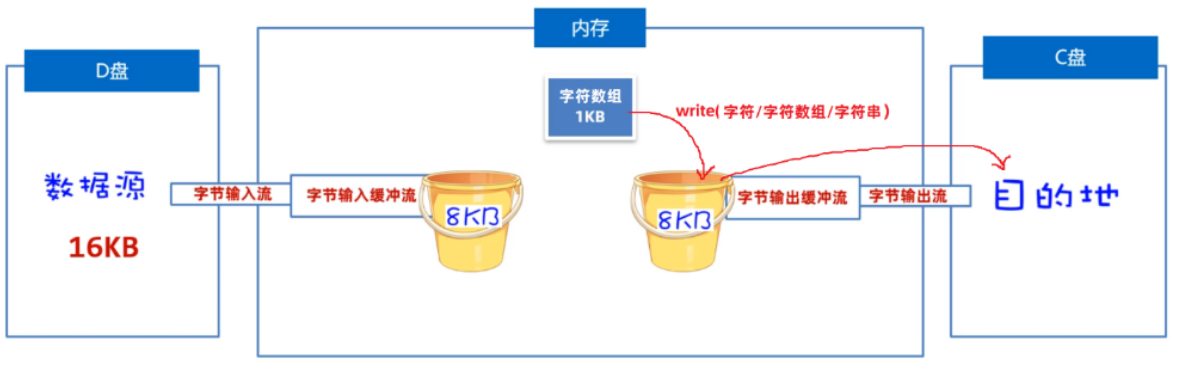 内存
D盘
C盘
字符数组
1KB
write(字符/字符数组/字符串)
数据源
字节输入流
字节输入缓冲流
8KB
8KB
字节输出缓冲流
字节输出流
目的地
16KB